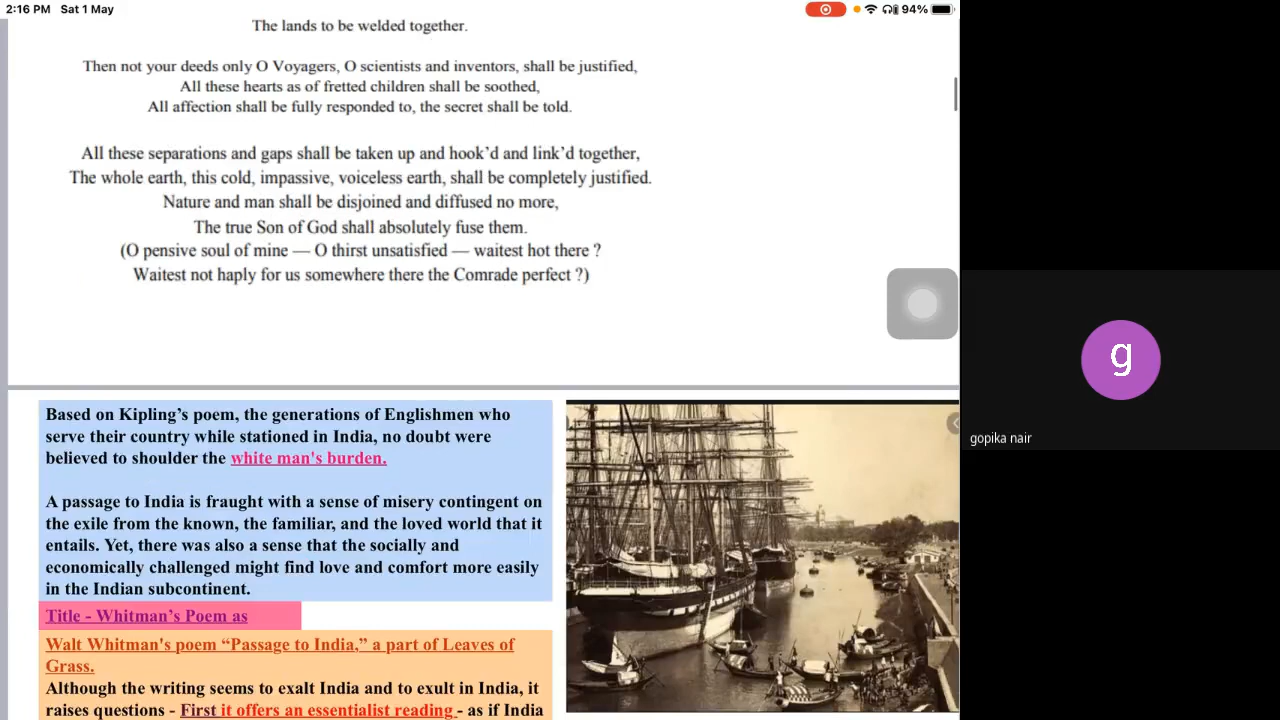 2:16 PM Sat 1 May
94%
The lands to be welded together.
Then not your deeds only O Voyagers, O scientists and inventors, shall be justified,
All these hearts as of fretted children shall be soothed,
All affection shall be fully responded to, the secret shall be told.
All these separations and gaps shall be taken up and hook’d and link’d together,
The whole earth, this cold, impassive, voiceless earth, shall be completely justified.
Nature and man shall be disjoined and diffused no more,
The true Son of God shall absolutely fuse them.
(O pensive soul of mine — O thirst unsatisfied — waitest hot there ?
Waitest not haply for us somewhere there the Comrade perfect ?)
Based on Kipling’s poem, the generations of Englishmen who
serve their country while stationed in India, no doubt were
believed to shoulder the white man's burden.
A passage to India is fraught with a sense of misery contingent on
the exile from the known, the familiar, and the loved world that it
entails. Yet, there was also a sense that the socially and
economically challenged might find love and comfort more easily
in the Indian subcontinent.
Title - Whitman’s Poem as
Walt Whitman's poem “Passage to India,” a part of Leaves of
Grass.
Although the writing seems to exalt India and to exult in India, it
raises questions - First it offers an essentialist reading - as if India
g
gopika nair